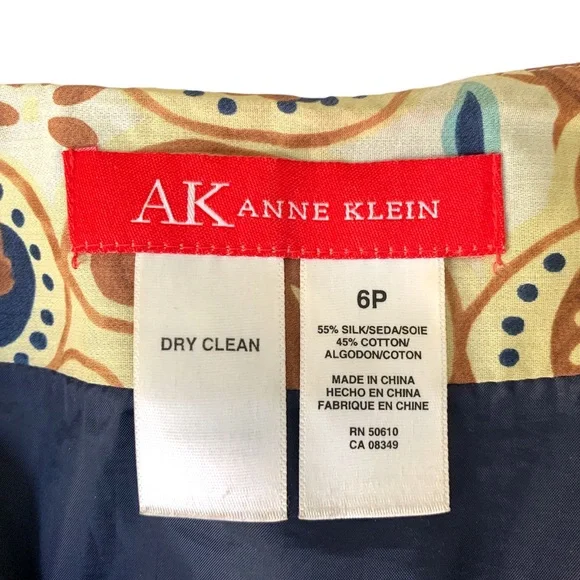 AK ANNE KLEIN
DRY CLEAN
6P
55% SILK/SEDA/SOIE
45% COTTON/
ALGODON/COTON
MADE IN CHINA
HECHO EN CHINA
FABRIQUE EN CHINE
RN 50610
CA 08349